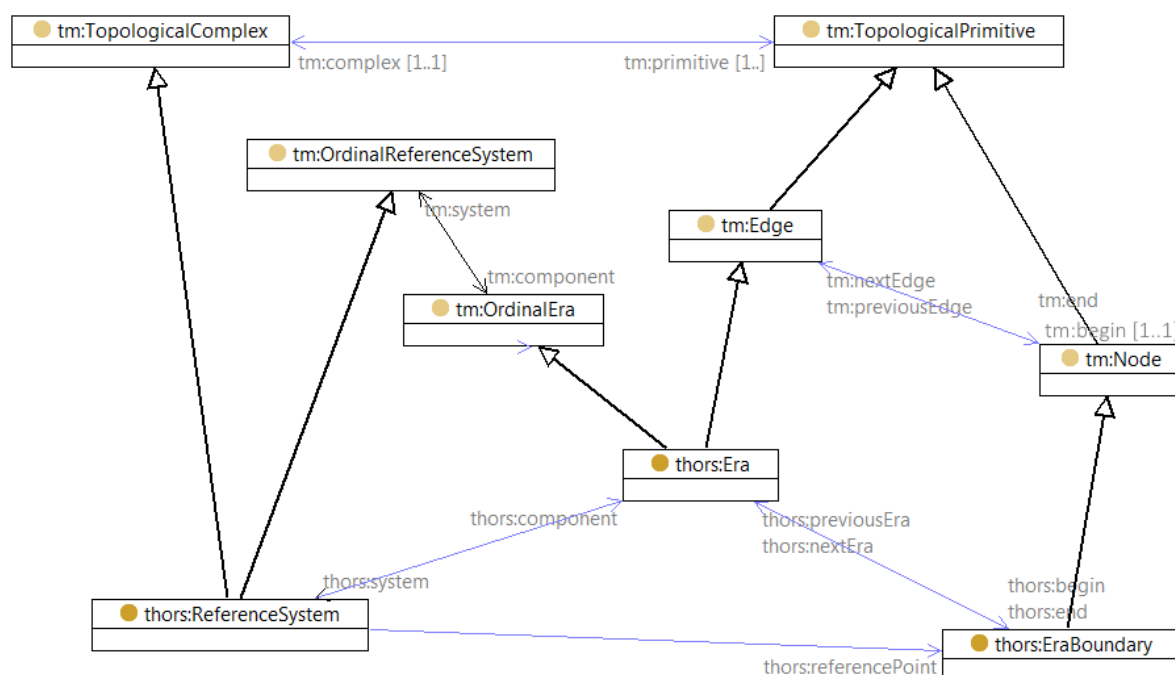 tm:TopologicalComplex
tm:TopologicalPrimitive
tm:complex [1..1]
tm:primitive [1..]
tm:OrdinalReferenceSystem
tm:system
tm:Edge
tm:component
tm:nextEdge
tm:previousEdge
tm:end
tm:begin [1..1]
tm:OrdinalEra
tm:Node
thors:Era
thors:component
thors:previousEra
thors:nextEra
thors:system
thors:begin
thors:end
thors:ReferenceSystem
thors:EraBoundary
thors:referencePoint